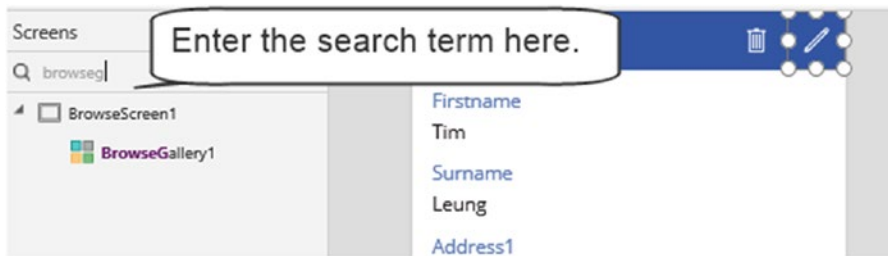 Screens
Enter the search term here.
browseg
BrowseScreen1
BrowseGallery1
Firstname
Tim
Surname
Leung
Address1